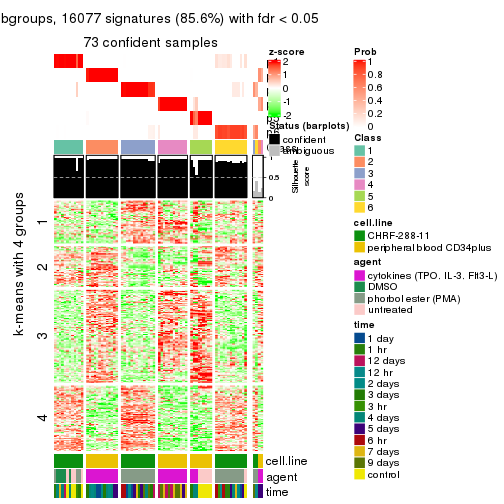 bgroups, 16077 signatures (85.6%) with fdr < 0.05
73 confident samples
z-score
2
1
0
-1
-2
Status (barplots)
confident
ambiguous
1
0.5
0
Silhouette
score
k-means with 4 groups
1
2
3
4
cell.line
agent
time
Prob
1
0.8
0.6
0.4
0.2
0
Class
1
2
3
4
5
6
cell.line
CHRF-288-11
peripheral blood CD34plus
agent
cytokines (TPO. IL-3. Flt3-L)
DMSO
phorbol ester (PMA)
untreated
time
1 day
1 hr
12 days
12 hr
2 days
3 days
3 hr
4 days
5 days
6 hr
7 days
9 days
control